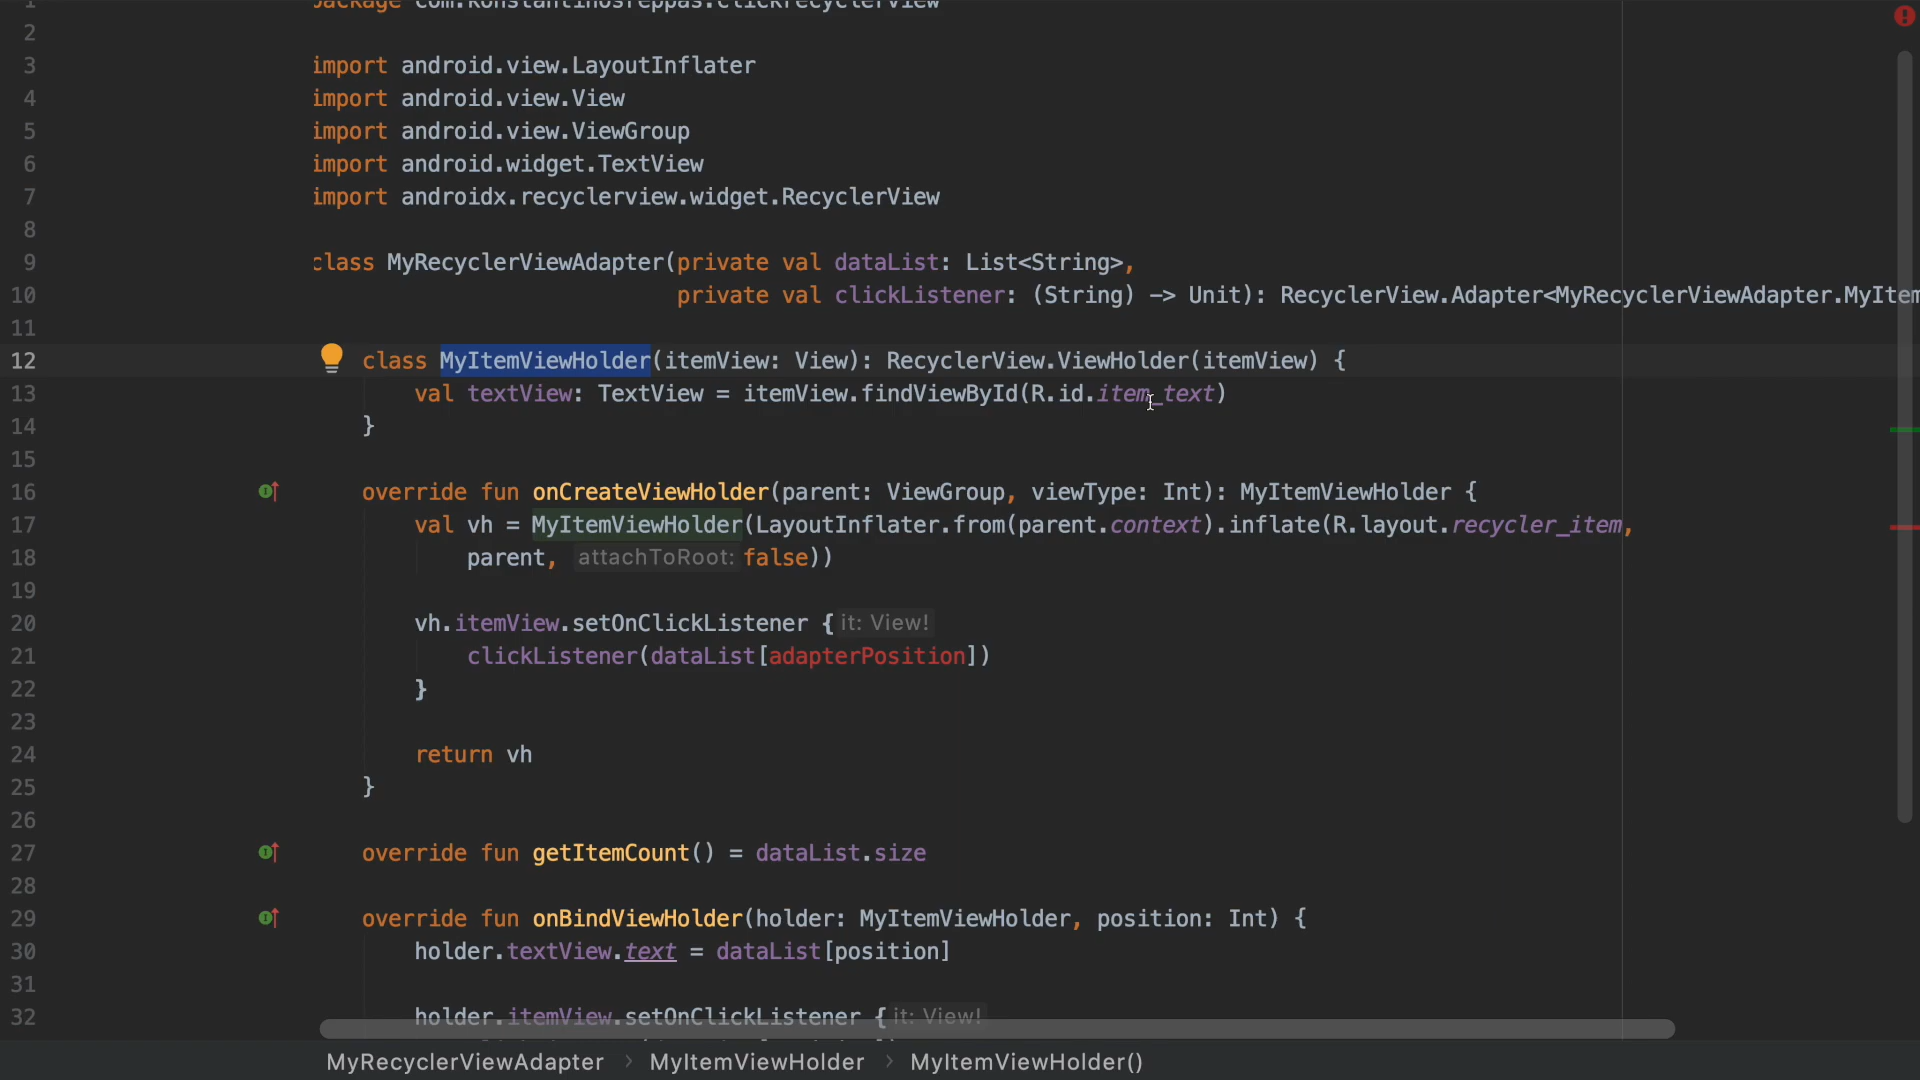 1 package com.konstantinosreppas.clickrecyclerview
2
3 import android.view.LayoutInflater
4 import android.view.View
5 import android.view.ViewGroup
6 import android.widget.TextView
7 import androidx.recyclerview.widget.RecyclerView
8
9 class MyRecyclerViewAdapter(private val dataList: List<String>,
10 private val clickListener: (String) -> Unit): RecyclerView.Adapter<MyRecyclerViewAdapter.MyItem
11
12 class MyItemViewHolder(itemView: View): RecyclerView.ViewHolder(itemView) {
13 val textView: TextView = itemView.findViewById(R.id.item_text)
14 }
15
16 override fun onCreateViewHolder(parent: ViewGroup, viewType: Int): MyItemViewHolder {
17 val vh = MyItemViewHolder(LayoutInflater.from(parent.context).inflate(R.layout.recycler_item,
18 parent, attachToRoot: false))
19
20 vh.itemView.setOnClickListener { it: View!
21 clickListener(dataList[adapterPosition])
22 }
23
24 return vh
25 }
26
27 override fun getItemCount() = dataList.size
28
29 override fun onBindViewHolder(holder: MyItemViewHolder, position: Int) {
30 holder.textView.text = dataList[position]
31
32 holder.itemView.setOnClickListener { it: View!
MyRecyclerViewAdapter › MyItemViewHolder › MyItemViewHolder()